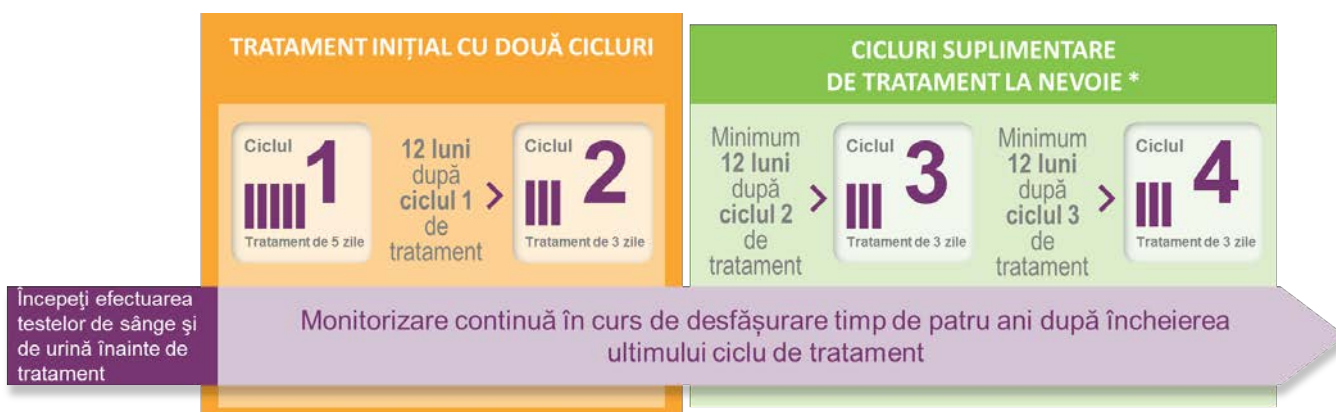 TRATAMENT INIȚIAL CU DOUĂ CICLURI
Ciclul
1
Tratament de 5 zile
12 luni
după
ciclul 1
de
tratament
>
Ciclul
2
Tratament de 3 zile
CICLURI SUPLIMENTARE
DE TRATAMENT LA NEVOIE *
Minimum
12 luni
după
ciclul 2
de
tratament
>
Ciclul
3
Tratament de 3 zile
Minimum
12 luni
după
ciclul 3
de
tratament
>
Ciclul
4
Tratament de 3 zile
Începeţi efectuarea
testelor de sânge şi
de urină înainte de
tratament
Monitorizare continuă în curs de desfășurare timp de patru ani după încheierea
ultimului ciclu de tratament